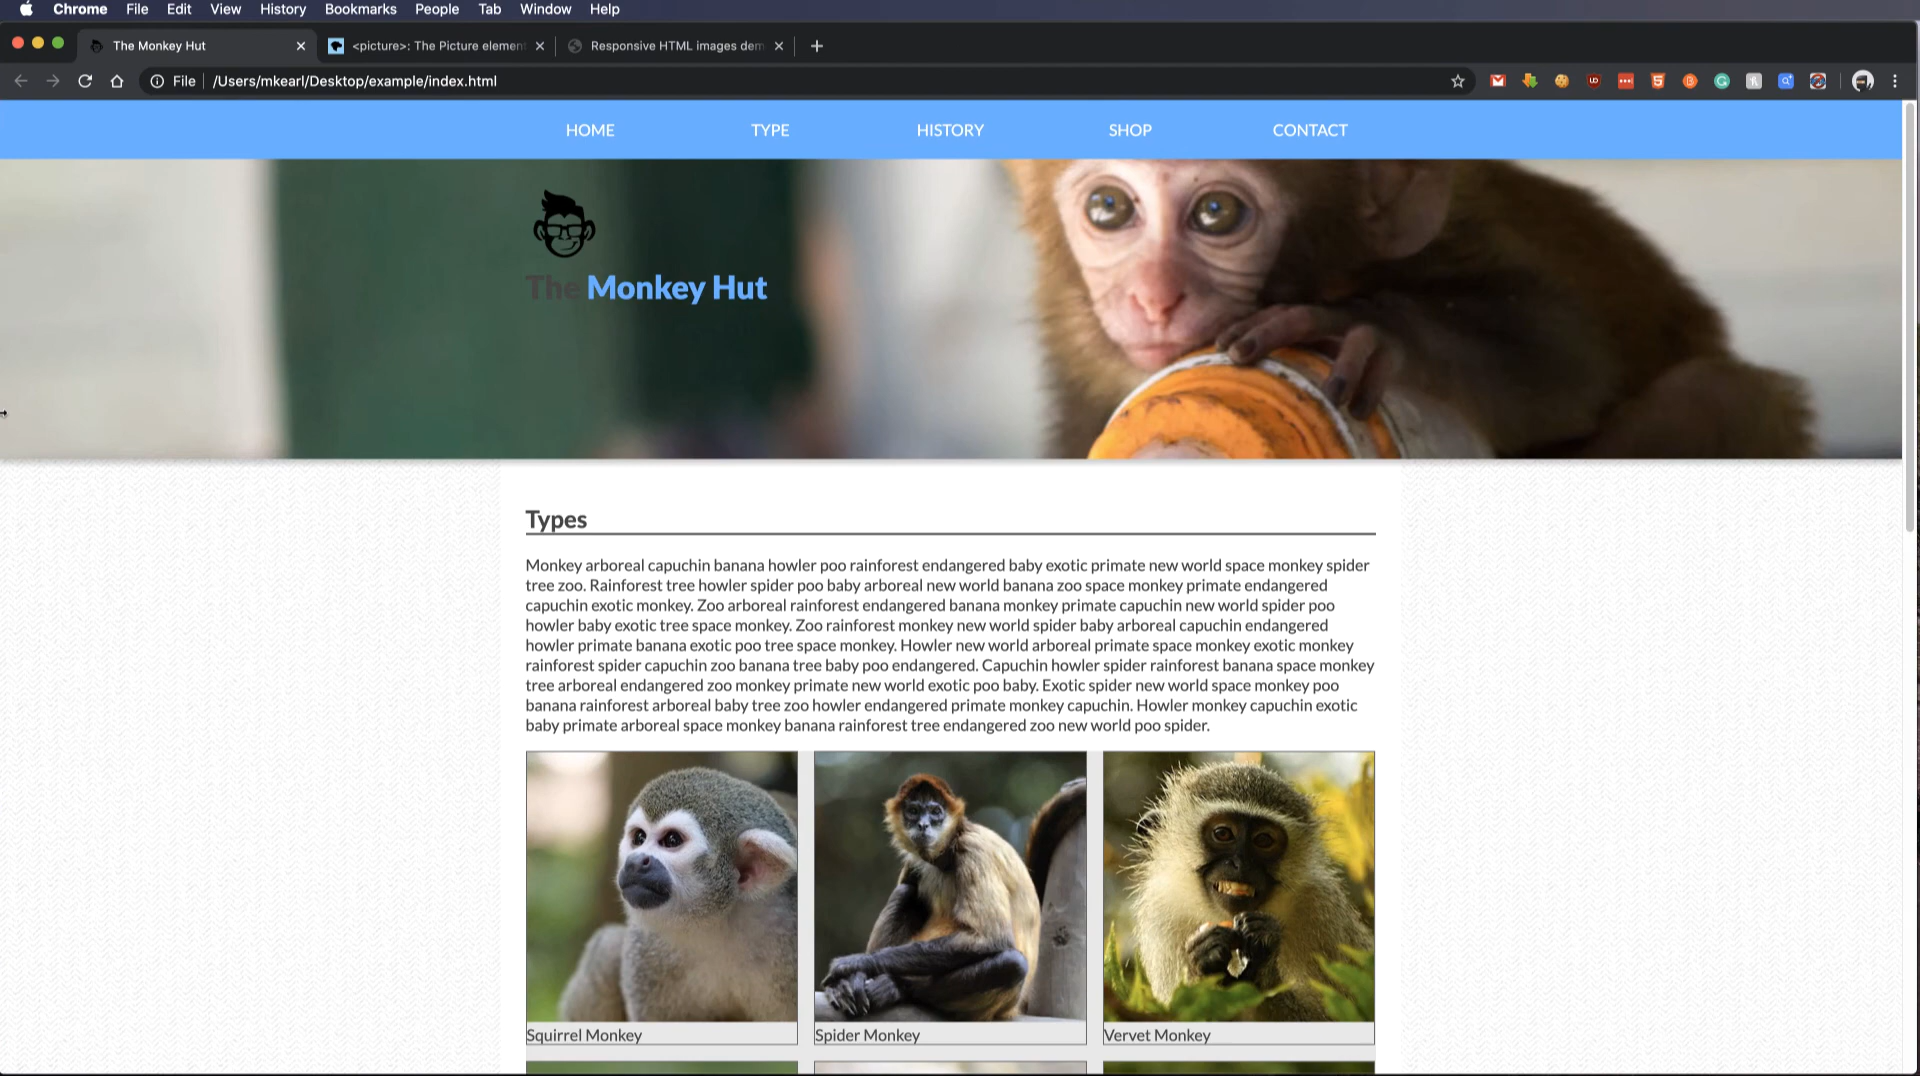 Chrome File Edit View History Bookmarks People Tab Window Help
The Monkey Hut
<picture>: The Picture elemen
Responsive HTML images dem
File /Users/mkearl/Desktop/example/index.html
HOME TYPE HISTORY SHOP CONTACT
The Monkey Hut
Types
Monkey arboreal capuchin banana howler poo rainforest endangered baby exotic primate new world space monkey spider
tree zoo. Rainforest tree howler spider poo baby arboreal new world banana zoo space monkey primate endangered
capuchin exotic monkey. Zoo arboreal rainforest endangered banana monkey primate capuchin new world spider poo
howler baby exotic tree space monkey. Zoo rainforest monkey new world spider baby arboreal capuchin endangered
howler primate banana exotic poo tree space monkey. Howler new world arboreal primate space monkey exotic monkey
rainforest spider capuchin zoo banana tree baby poo endangered. Capuchin howler spider rainforest banana space monkey
tree arboreal endangered zoo monkey primate new world exotic poo baby. Exotic spider new world space monkey poo
banana rainforest arboreal baby tree zoo howler endangered primate monkey capuchin. Howler monkey capuchin exotic
baby primate arboreal space monkey banana rainforest tree endangered zoo new world poo spider.
Squirrel Monkey
Spider Monkey
Vervet Monkey